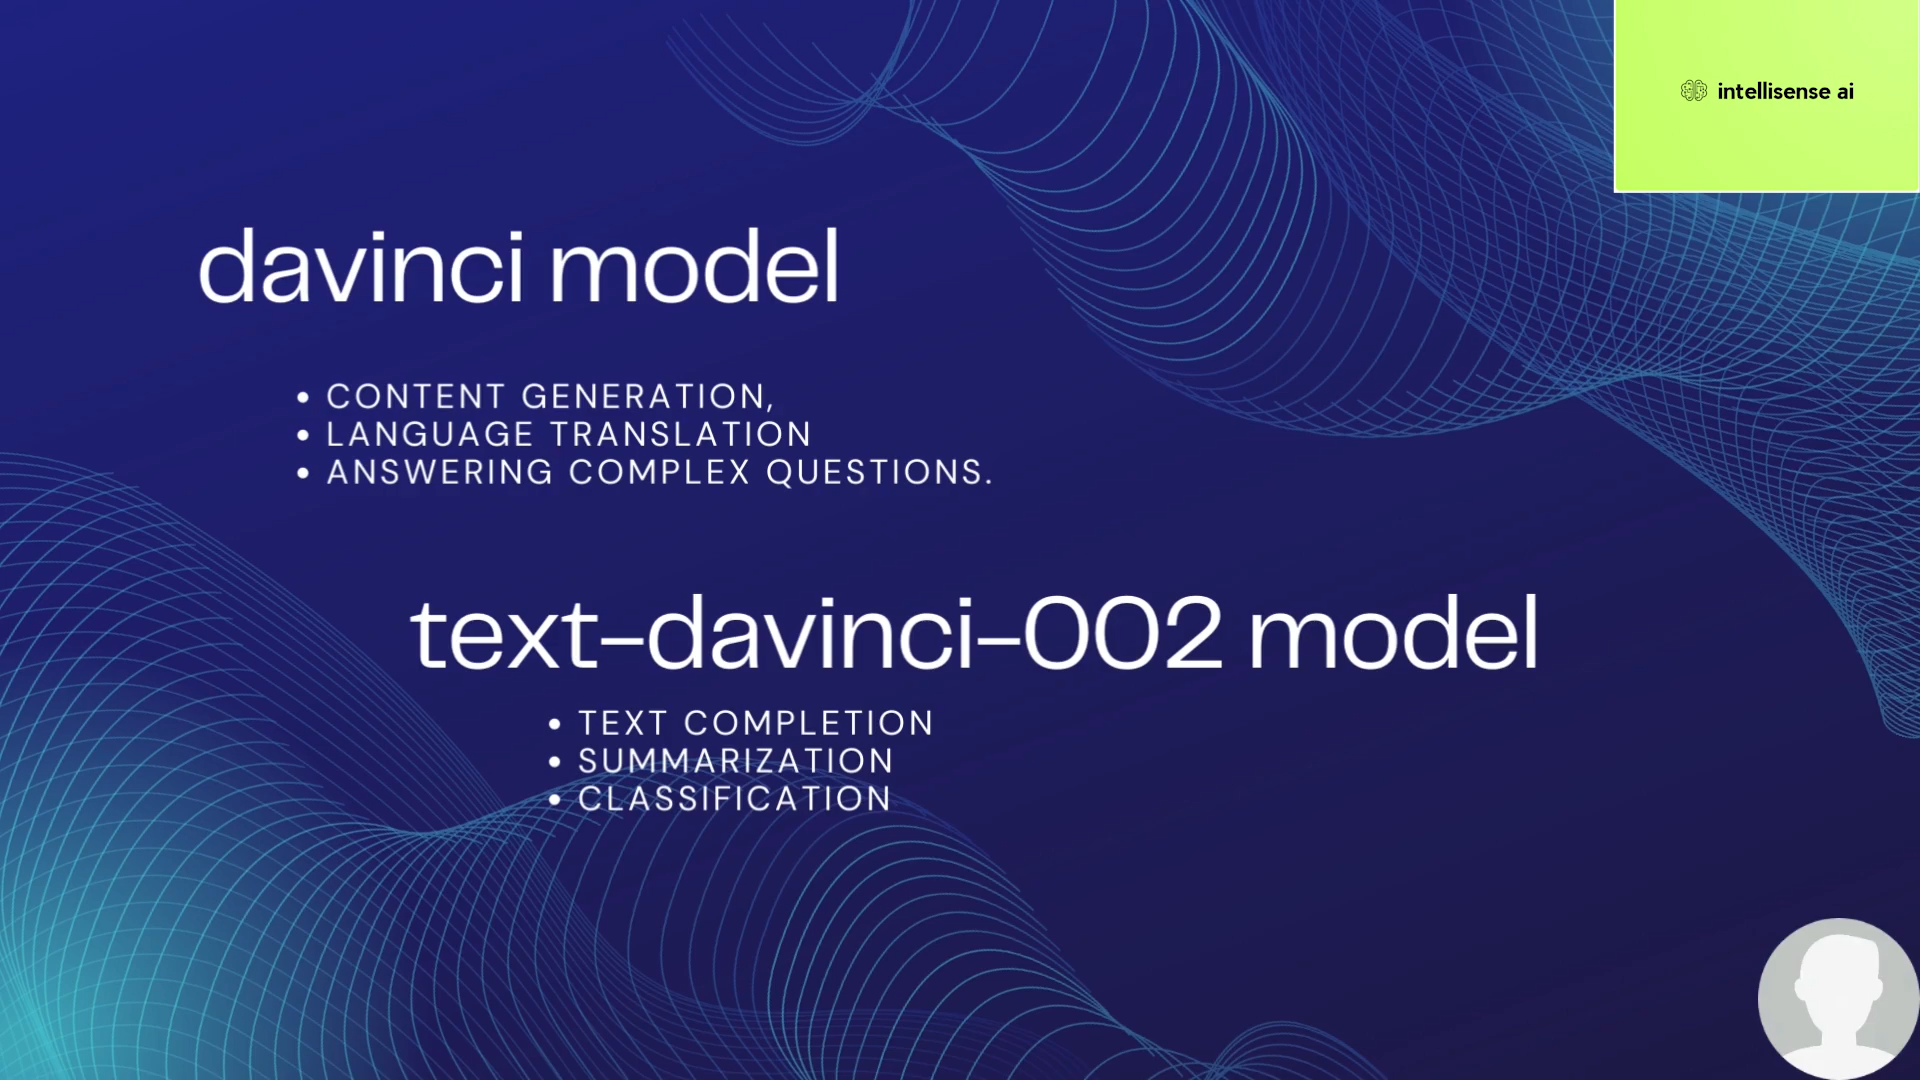 intellisense ai
davinci model
• CONTENT GENERATION,
• LANGUAGE TRANSLATION
• ANSWERING COMPLEX QUESTIONS.
text-davinci-002 model
• TEXT COMPLETION
• SUMMARIZATION
• CLASSIFICATION